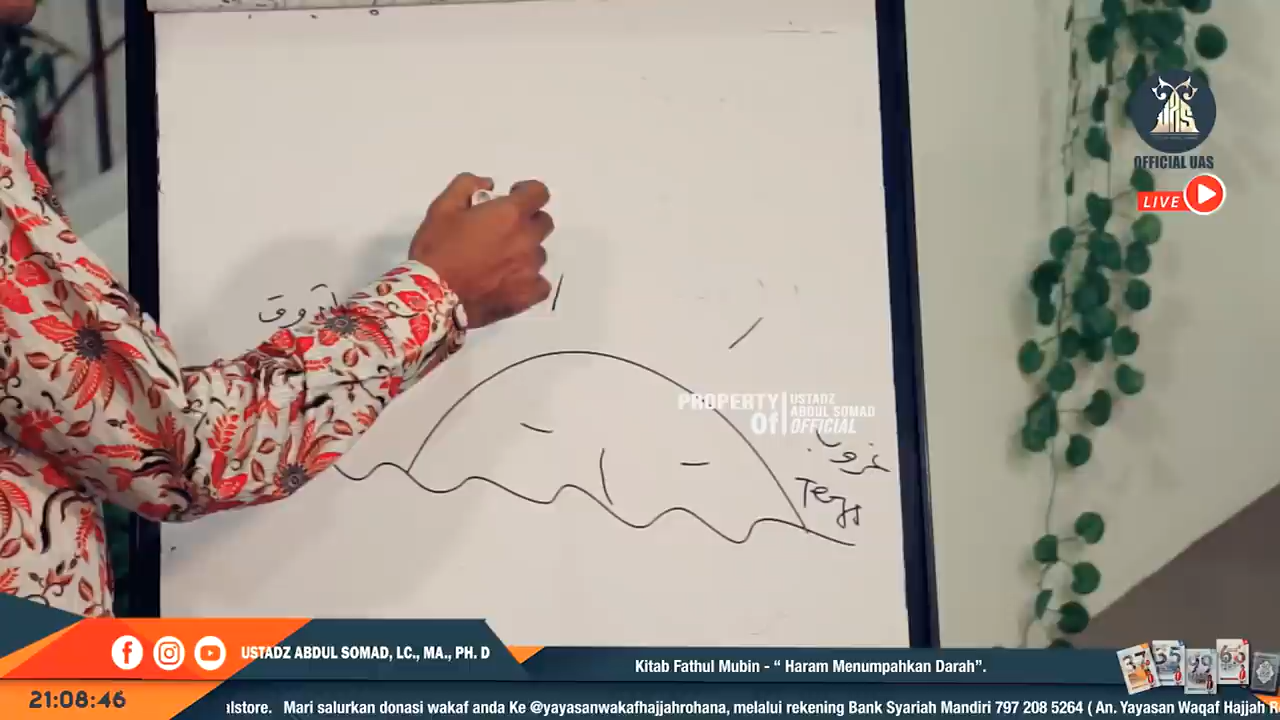 UAS
OFFICIAL UAS
LIVE
PROPERTY Of
USTADZ
ABDUL SOMAD
OFFICIAL
غروب
USTADZ ABDUL SOMAD, LC., MA., PH. D
Kitab Fathul Mubin - “ Haram Menumpahkan Darah”.
21:08:46
alstore. Mari salurkan donasi wakaf anda Ke @yayasanwakafhajjahrohana, melalui rekening Bank Syariah Mandiri 797 208 5264 ( An. Yayasan Waqaf Hajjah